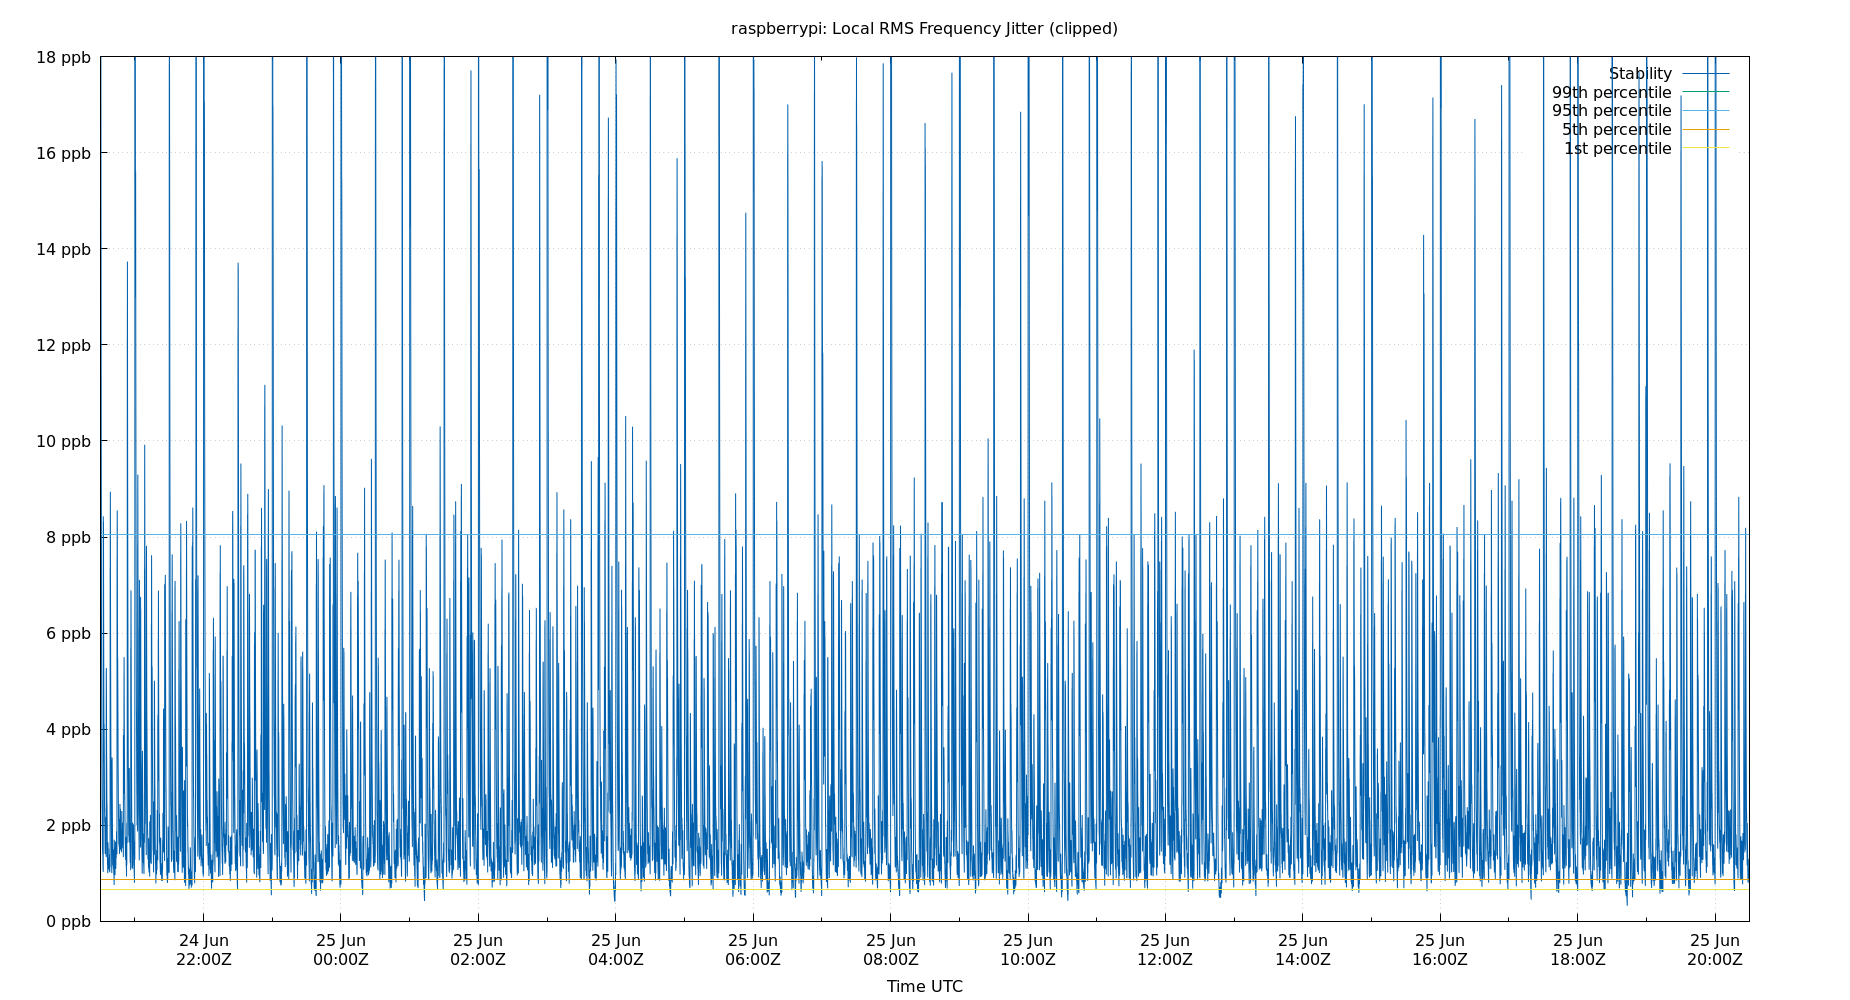 raspberrypi: Local RMS Frequency Jitter (clipped)
18 ppb
16 ppb
14 ppb
12 ppb
10 ppb
8 ppb
6 ppb
4 ppb
2 ppb
0 ppb
Stability
99th percentile
95th percentile
5th percentile
1st percentile
24 Jun
22:00Z
25 Jun
00:00Z
25 Jun
02:00Z
25 Jun
04:00Z
25 Jun
06:00Z
25 Jun
08:00Z
25 Jun
10:00Z
25 Jun
12:00Z
25 Jun
14:00Z
25 Jun
16:00Z
25 Jun
18:00Z
25 Jun
20:00Z
Time UTC